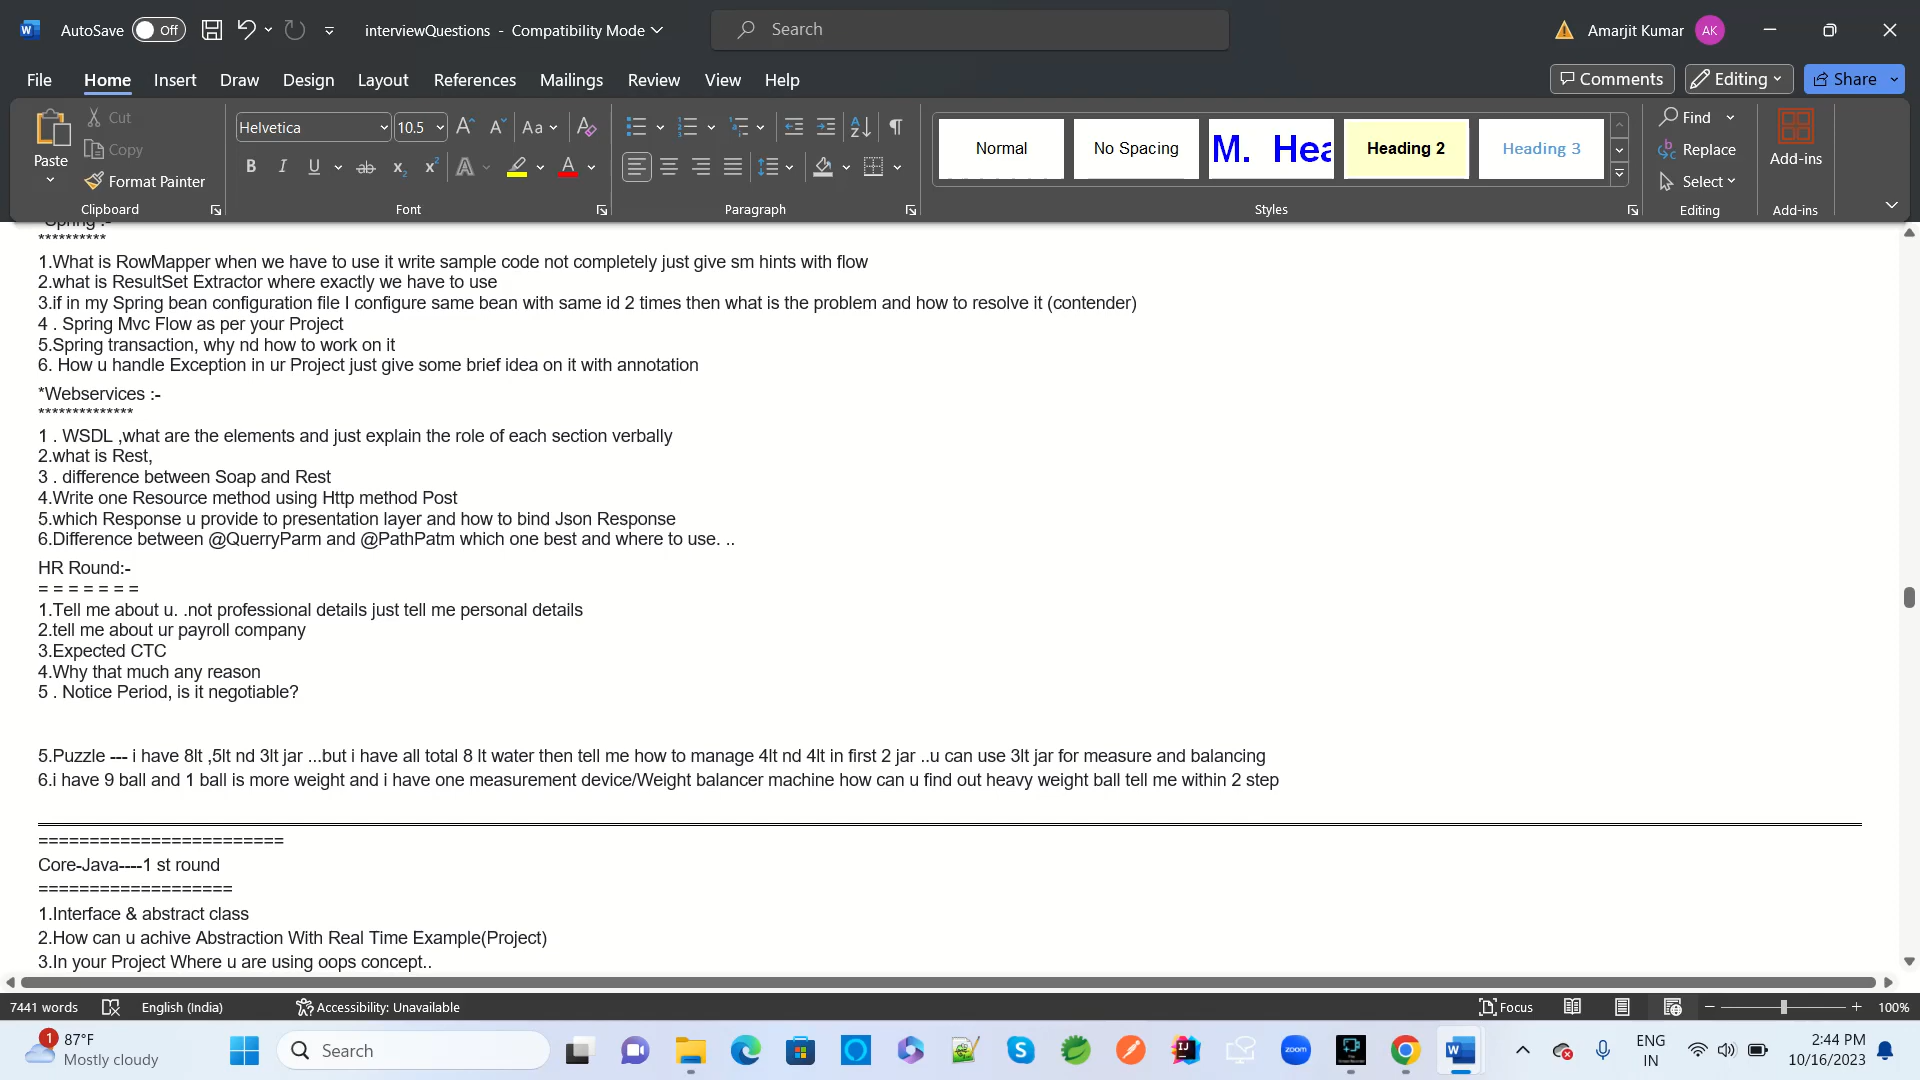 AutoSave Off interviewQuestions - Compatibility Mode Search Amarjit Kumar AK
File Home Insert Draw Design Layout References Mailings Review View Help Comments Editing Share
Paste Cut Copy Format Painter
Clipboard
Helvetica 10.5 Aa
Font
Paragraph
Normal No Spacing M. Hea Heading 2 Heading 3
Styles
Find Replace Select
Editing
Add-ins
Add-ins
*Spring :-
**********
1.What is RowMapper when we have to use it write sample code not completely just give sm hints with flow
2.what is ResultSet Extractor where exactly we have to use
3.if in my Spring bean configuration file I configure same bean with same id 2 times then what is the problem and how to resolve it (contender)
4 . Spring Mvc Flow as per your Project
5.Spring transaction, why nd how to work on it
6. How u handle Exception in ur Project just give some brief idea on it with annotation
*Webservices :-
**************
1 . WSDL ,what are the elements and just explain the role of each section verbally
2.what is Rest,
3 . difference between Soap and Rest
4.Write one Resource method using Http method Post
5.which Response u provide to presentation layer and how to bind Json Response
6.Difference between @QuerryParm and @PathPatm which one best and where to use. ..
HR Round:-
= = = = = = =
1.Tell me about u. .not professional details just tell me personal details
2.tell me about ur payroll company
3.Expected CTC
4.Why that much any reason
5 . Notice Period, is it negotiable?
5.Puzzle --- i have 8lt ,5lt nd 3lt jar ...but i have all total 8 lt water then tell me how to manage 4lt nd 4lt in first 2 jar ..u can use 3lt jar for measure and balancing
6.i have 9 ball and 1 ball is more weight and i have one measurement device/Weight balancer machine how can u find out heavy weight ball tell me within 2 step
========================
Core-Java----1 st round
===================
1.Interface & abstract class
2.How can u achive Abstraction With Real Time Example(Project)
3.In your Project Where u are using oops concept..
7441 words English (India) Accessibility: Unavailable Focus 100%
1 87°F Mostly cloudy Search zoom ENG IN 2:44 PM 10/16/2023